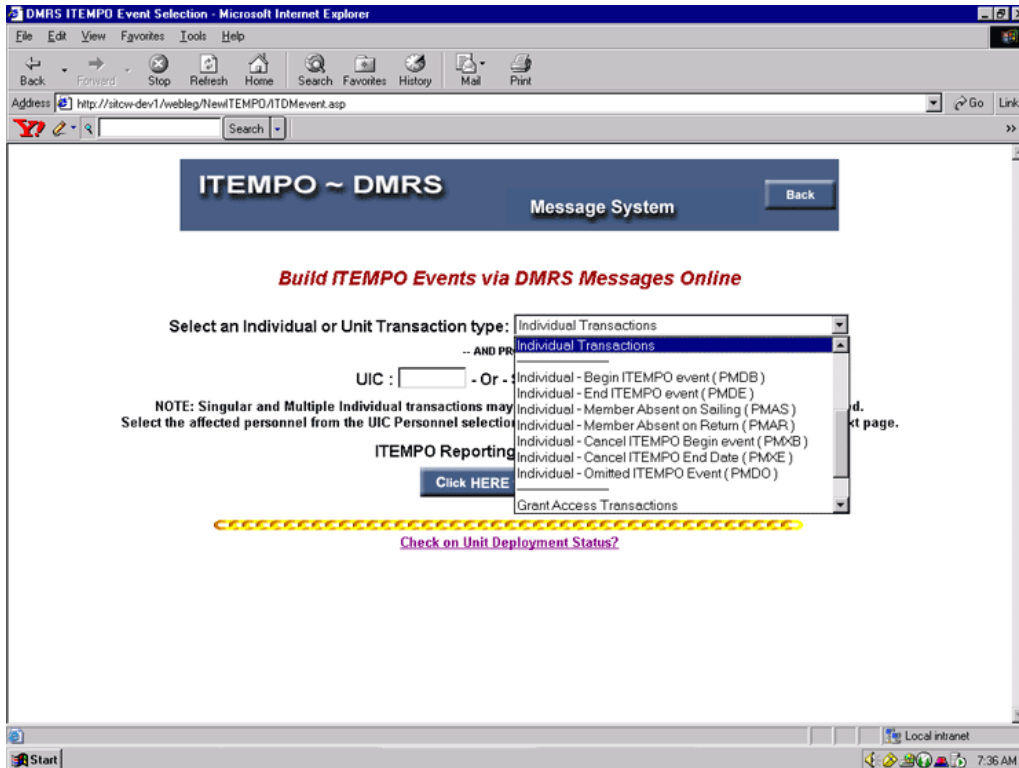 DMRS ITEMPO Event Selection - Microsoft Internet Explorer
File Edit View Favorites Tools Help
Back Forward Stop Refresh Home Search Favorites History Mail Print
Address http://sitcw-dev1/webleg/NewITEMPO/ITDMevent.asp Go Link
Y! Search »
ITEMPO ~ DMRS
Message System
Back
Build ITEMPO Events via DMRS Messages Online
Select an Individual or Unit Transaction type: Individual Transactions
Individual Transactions
-- AND PR
UIC : - Or -
Individual - Begin ITEMPO event ( PMDB )
Individual - End ITEMPO event ( PMDE )
Individual - Member Absent on Sailing ( PMAS )
Individual - Member Absent on Return ( PMAR )
Individual - Cancel ITEMPO Begin event ( PMXB )
Individual - Cancel ITEMPO End Date ( PMXE )
Individual - Omitted ITEMPO Event ( PMDO )
Grant Access Transactions
NOTE: Singular and Multiple Individual transactions may d.
Select the affected personnel from the UIC Personnel selection xt page.
ITEMPO Reporting
Click HERE
Check on Unit Deployment Status?
Local intranet
Start 7:36 AM